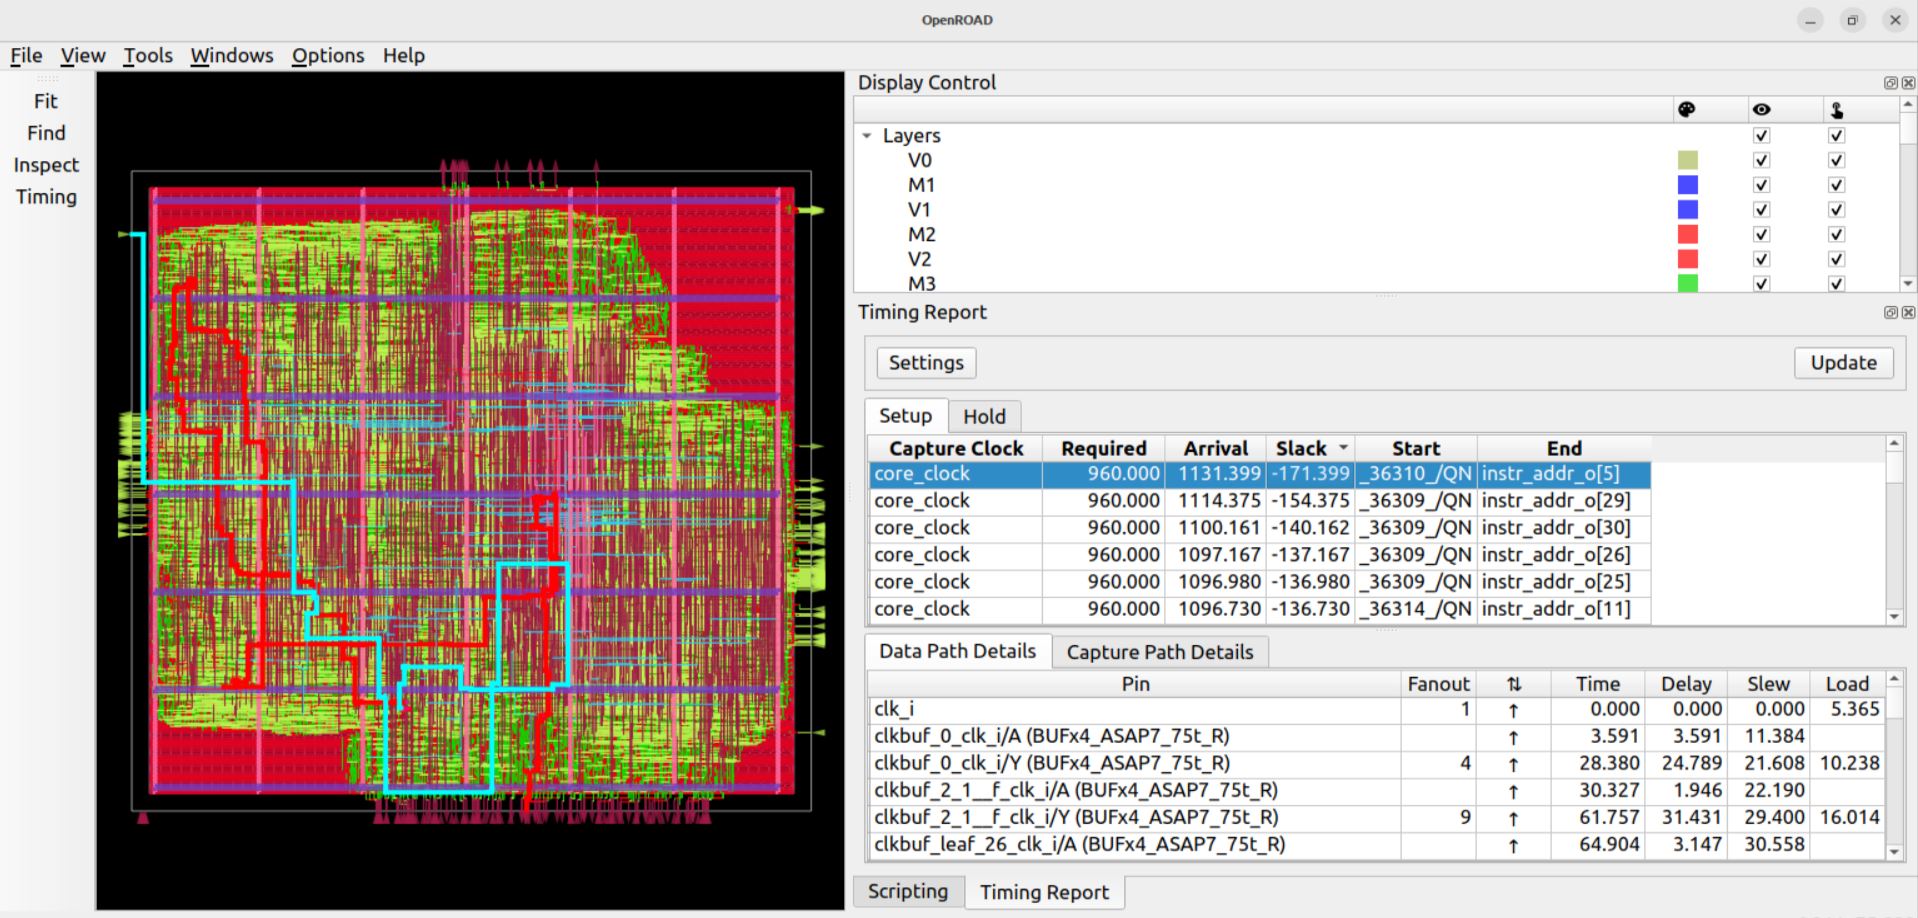 OpenROAD
File View Tools Windows Options Help
Fit
Find
Inspect
Timing
Display Control
Layers
V0
M1
V1
M2
V2
M3
Timing Report
Settings Update
Setup Hold
Capture Clock Required Arrival Slack Start End
core_clock 960.000 1131.399 -171.399 _36310_/QN instr_addr_o[5]
core_clock 960.000 1114.375 -154.375 _36309_/QN instr_addr_o[29]
core_clock 960.000 1100.161 -140.162 _36309_/QN instr_addr_o[30]
core_clock 960.000 1097.167 -137.167 _36309_/QN instr_addr_o[26]
core_clock 960.000 1096.980 -136.980 _36309_/QN instr_addr_o[25]
core_clock 960.000 1096.730 -136.730 _36314_/QN instr_addr_o[11]
Data Path Details Capture Path Details
Pin Fanout ⇅ Time Delay Slew Load
clk_i 1 ↑ 0.000 0.000 0.000 5.365
clkbuf_0_clk_i/A (BUFx4_ASAP7_75t_R) ↑ 3.591 3.591 11.384
clkbuf_0_clk_i/Y (BUFx4_ASAP7_75t_R) 4 ↑ 28.380 24.789 21.608 10.238
clkbuf_2_1__f_clk_i/A (BUFx4_ASAP7_75t_R) ↑ 30.327 1.946 22.190
clkbuf_2_1__f_clk_i/Y (BUFx4_ASAP7_75t_R) 9 ↑ 61.757 31.431 29.400 16.014
clkbuf_leaf_26_clk_i/A (BUFx4_ASAP7_75t_R) ↑ 64.904 3.147 30.558
Scripting Timing Report